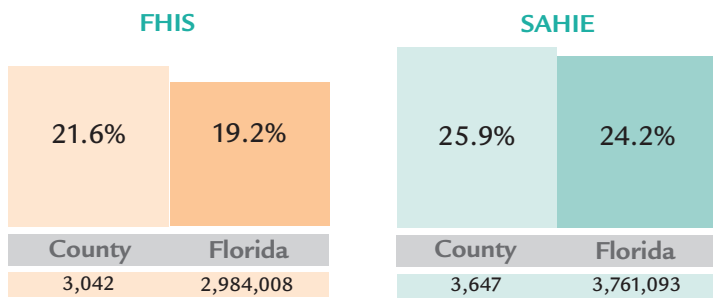 FHIS
21.6% 19.2%
County Florida
3,042 2,984,008
SAHIE
25.9% 24.2%
County Florida
3,647 3,761,093